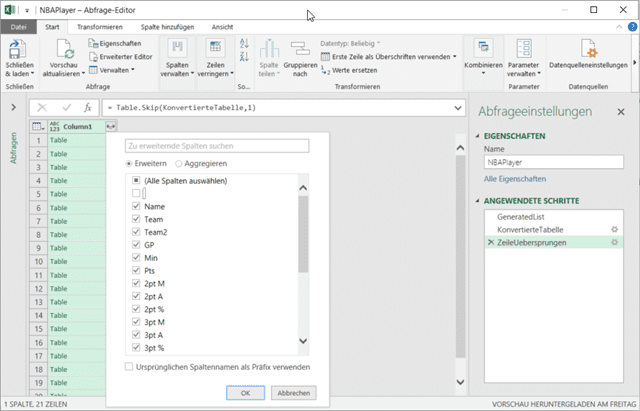 NBAPlayer – Abfrage-Editor
Datei Start Transformieren Spalte hinzufügen Ansicht
Schließen & laden
Schließen
Vorschau aktualisieren
Eigenschaften
Erweiterter Editor
Verwalten
Abfrage
Spalten verwalten
Zeilen verringern
So...
Spalte teilen
Gruppieren nach
Datentyp: Beliebig
Erste Zeile als Überschriften verwenden
Werte ersetzen
Transformieren
Kombinieren
Parameter verwalten
Parameter
Datenquelleneinstellungen
Datenquellen
Abfragen
fx = Table.Skip(KonvertierteTabelle,1)
ABC 123 Column1
1 Table
2 Table
3 Table
4 Table
5 Table
6 Table
7 Table
8 Table
9 Table
10 Table
11 Table
12 Table
13 Table
14 Table
15 Table
16 Table
17 Table
18 Table
19 Table
20 Table
21 Table
Zu erweiternde Spalten suchen
Erweitern Aggregieren
(Alle Spalten auswählen)
Name
Team
Team2
GP
Min
Pts
2pt M
2pt A
2pt %
3pt M
3pt A
3pt %
Ursprünglichen Spaltennamen als Präfix verwenden
OK Abbrechen
Abfrageeinstellungen
EIGENSCHAFTEN
Name
NBAPlayer
Alle Eigenschaften
ANGEWENDETE SCHRITTE
GeneratedList
KonvertierteTabelle
ZeileUebersprungen
1 SPALTE, 21 ZEILEN
VORSCHAU HERUNTERGELADEN AM FREITAG